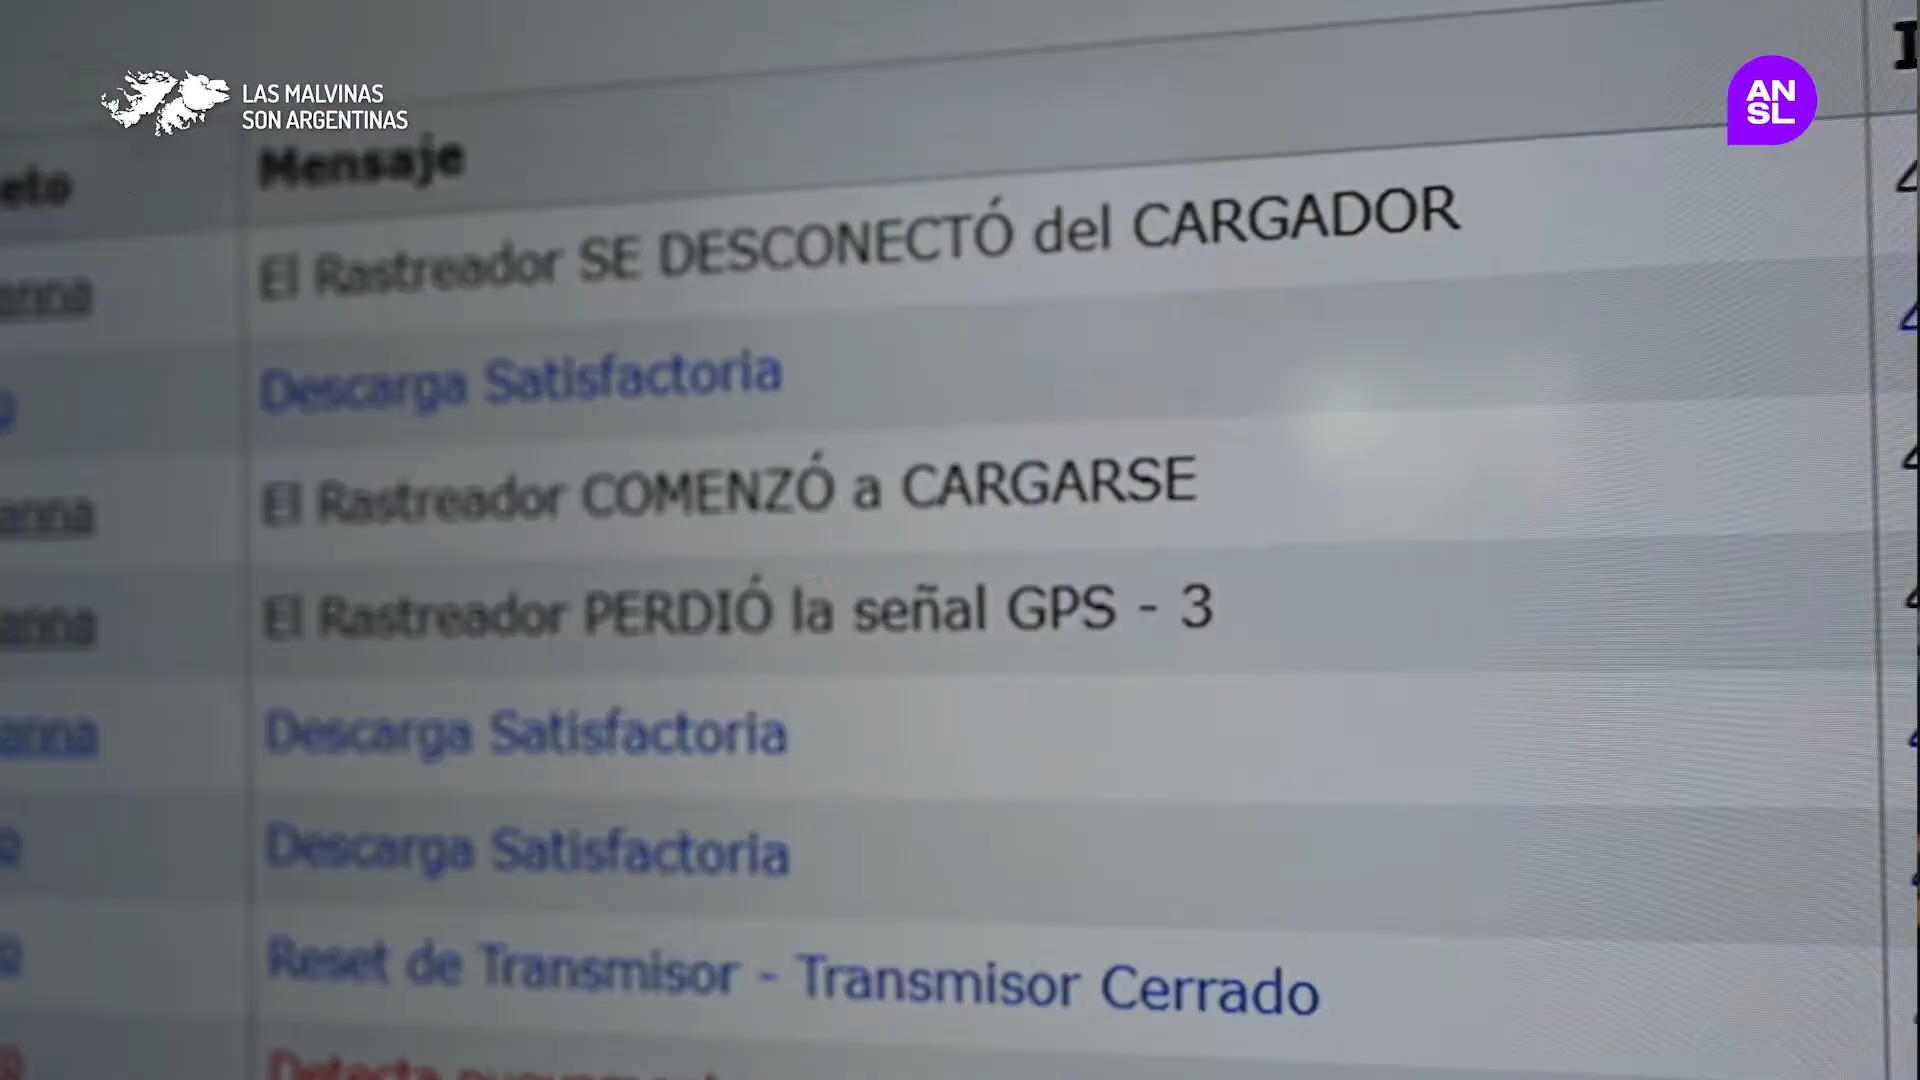 LAS MALVINAS
SON ARGENTINAS
AN
SL
Mensaje
El Rastreador SE DESCONECTÓ del CARGADOR
Descarga Satisfactoria
El Rastreador COMENZÓ a CARGARSE
El Rastreador PERDIÓ la señal GPS - 3
Descarga Satisfactoria
Descarga Satisfactoria
Reset de Transmisor - Transmisor Cerrado
Detecta